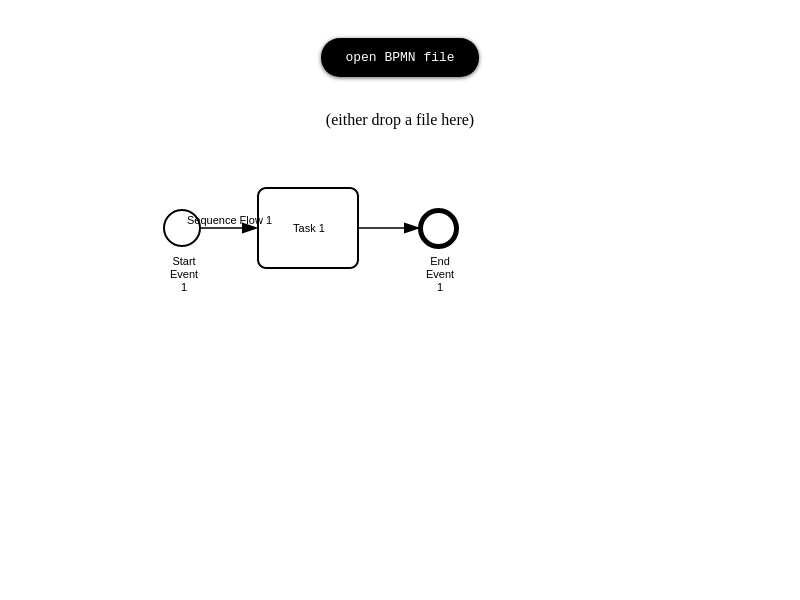 open BPMN file
(either drop a file here)
Sequence Flow 1
Task 1
Start
Event
1
End
Event
1